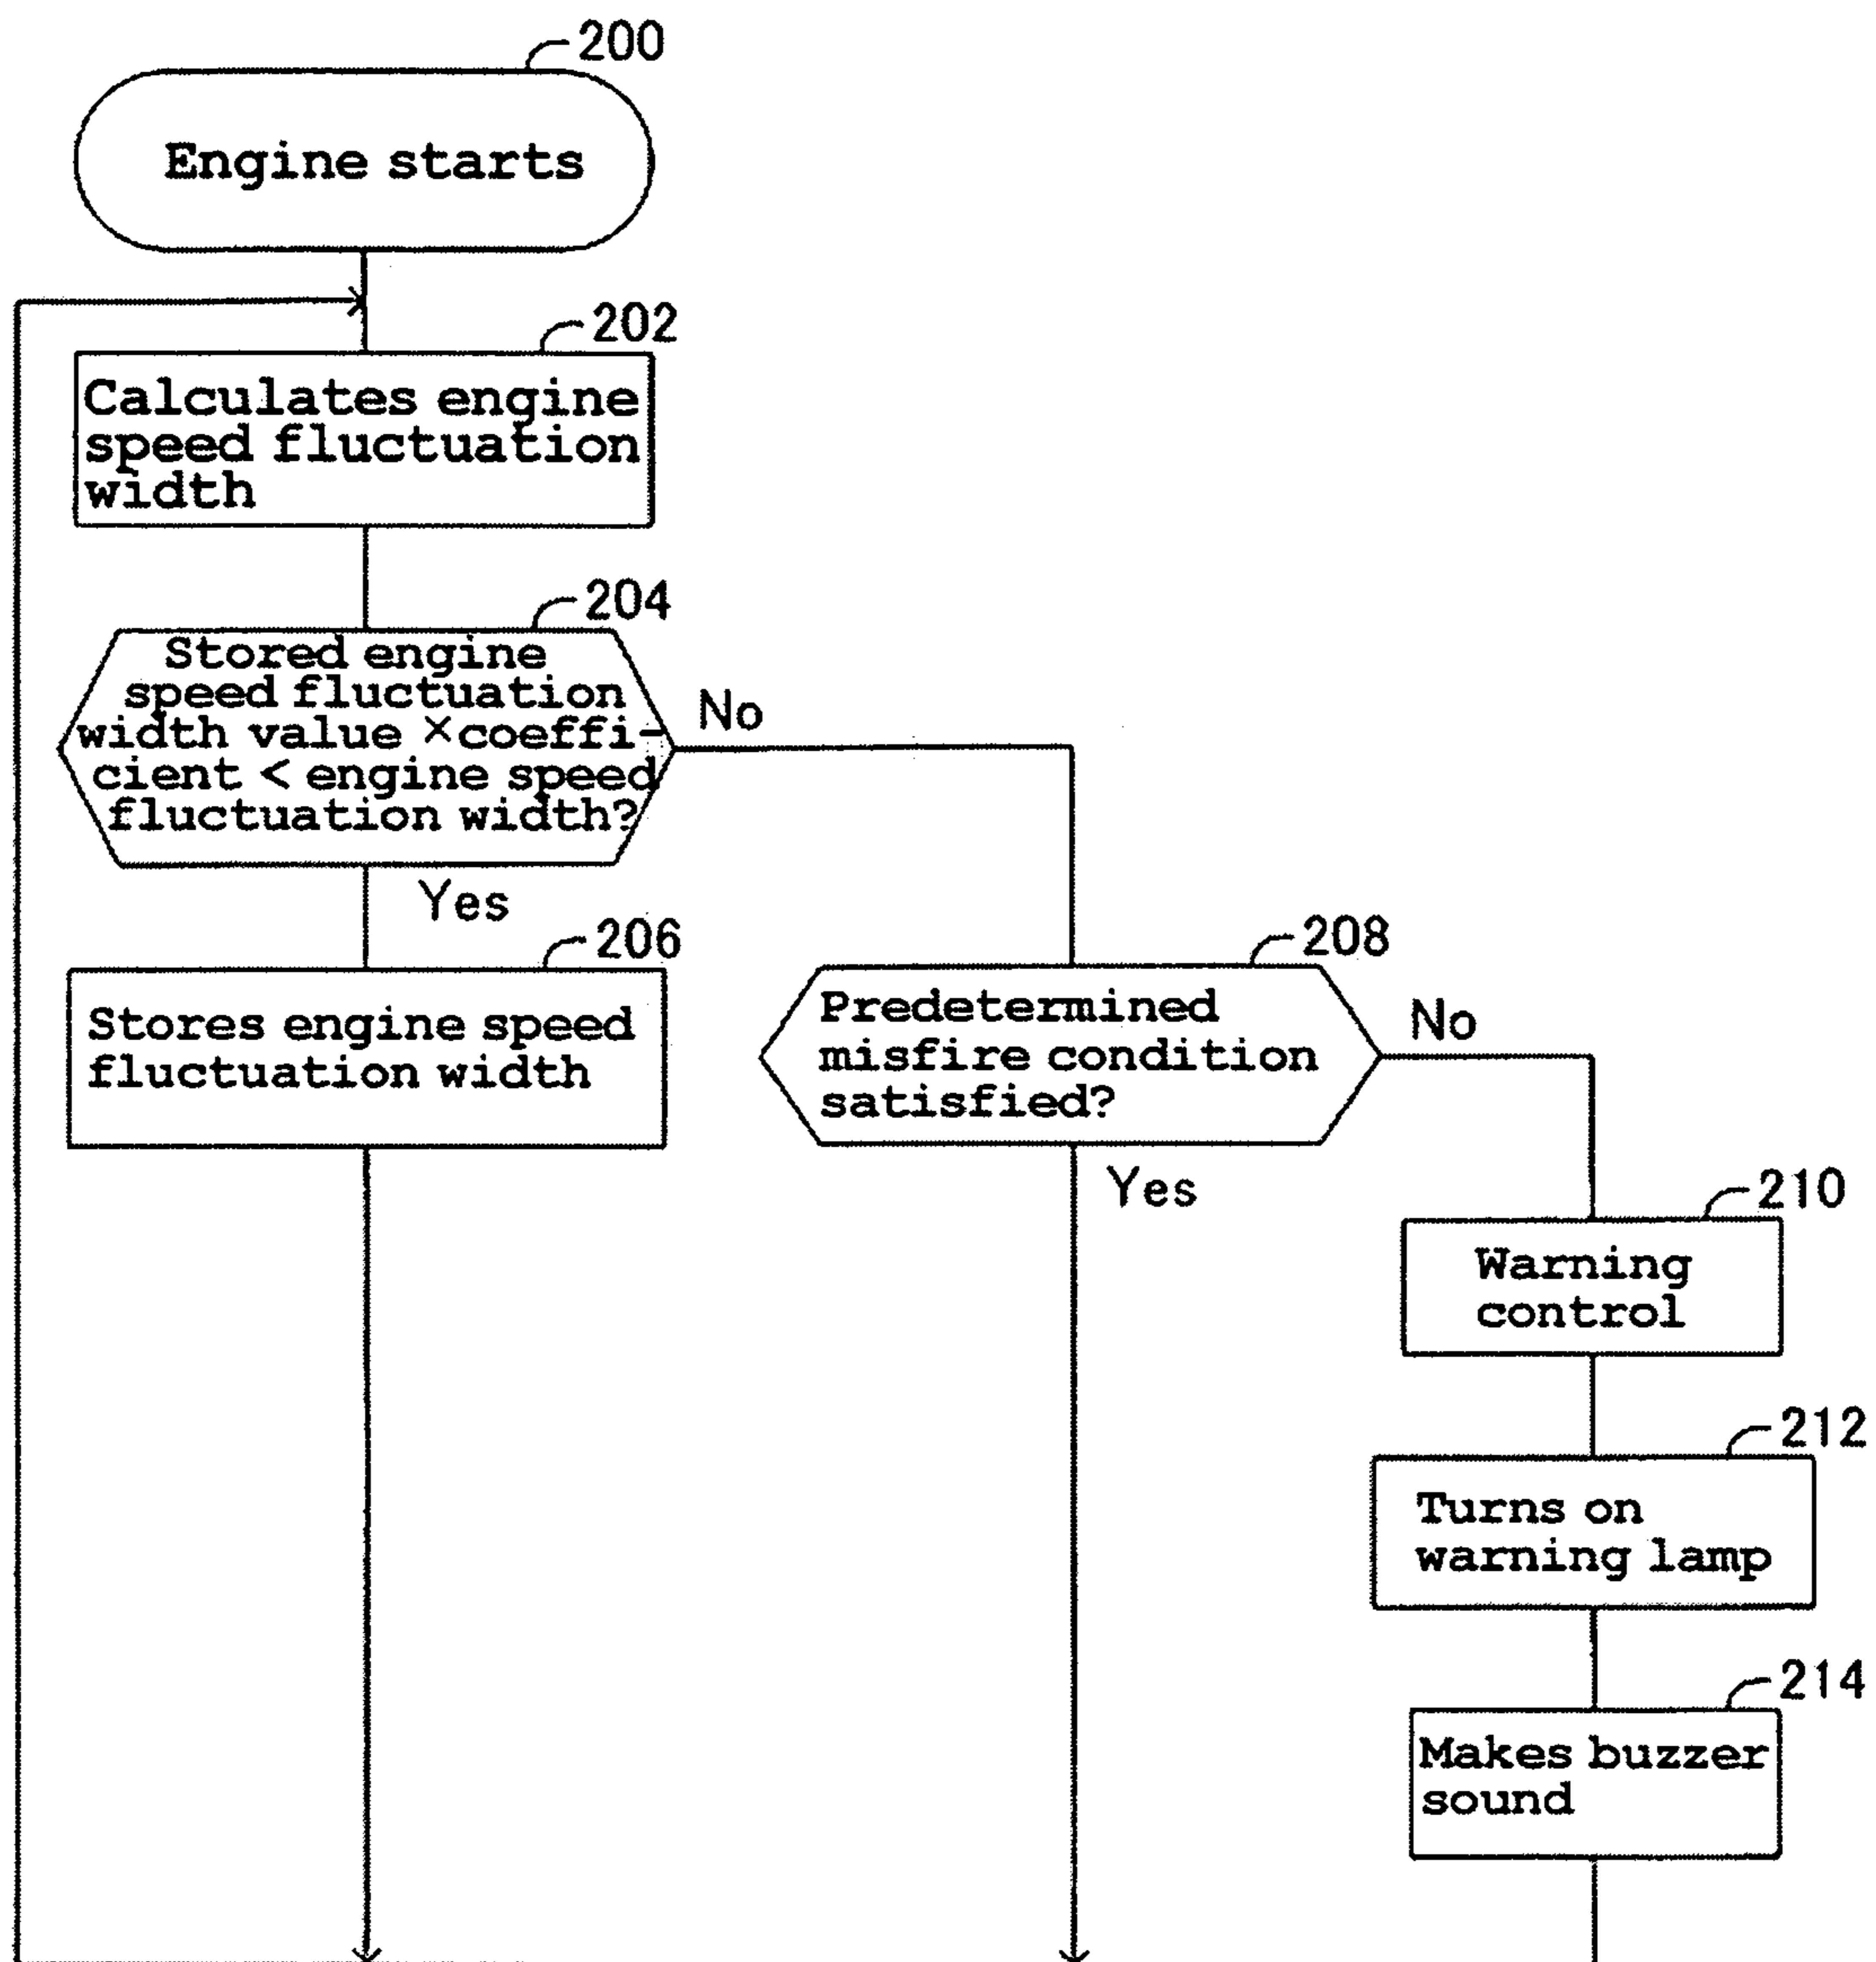 200
Engine starts
202
Calculates engine
speed fluctuation
width
204
Stored engine
speed fluctuation
width value ×coeffi-
cient < engine speed
fluctuation width?
No
Yes
206
Stores engine speed
fluctuation width
208
Predetermined
misfire condition
satisfied?
No
Yes
210
Warning
control
212
Turns on
warning lamp
214
Makes buzzer
sound